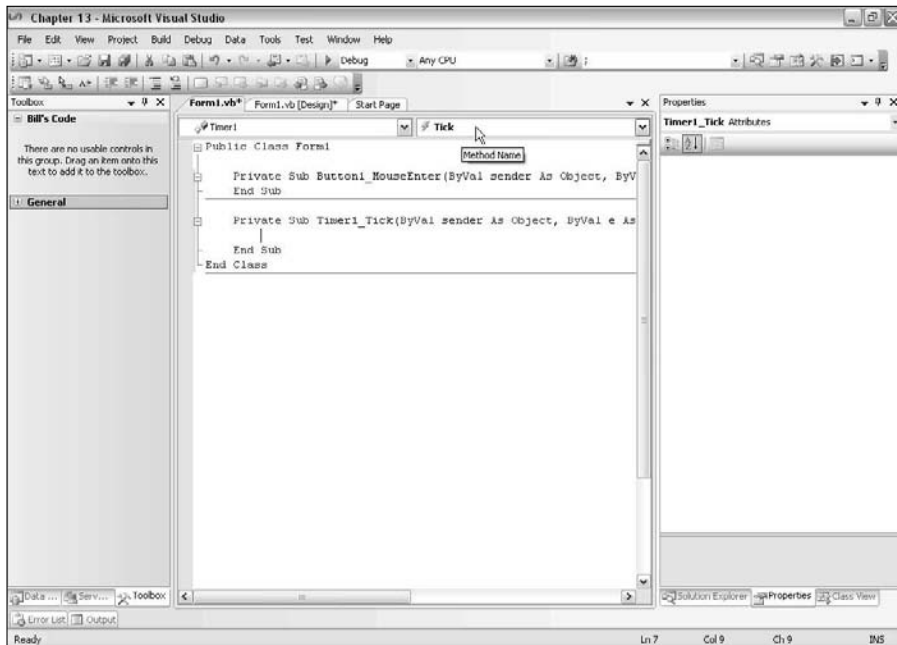 Chapter 13 - Microsoft Visual Studio
File Edit View Project Build Debug Data Tools Test Window Help
Debug Any CPU
Toolbox
Bill's Code
There are no usable controls in
this group. Drag an item onto this
text to add it to the toolbox.
General
Form1.vb* Form1.vb [Design]* Start Page
Timer1 Tick
Method Name
Public Class Form1
Private Sub Button1_MouseEnter(ByVal sender As Object, ByV
End Sub
Private Sub Timer1_Tick(ByVal sender As Object, ByVal e As
End Sub
End Class
Properties
Timer1_Tick Attributes
Data ... Serv... Toolbox
Solution Explorer Properties Class View
Error List Output
Ready Ln 7 Col 9 Ch 9 INS